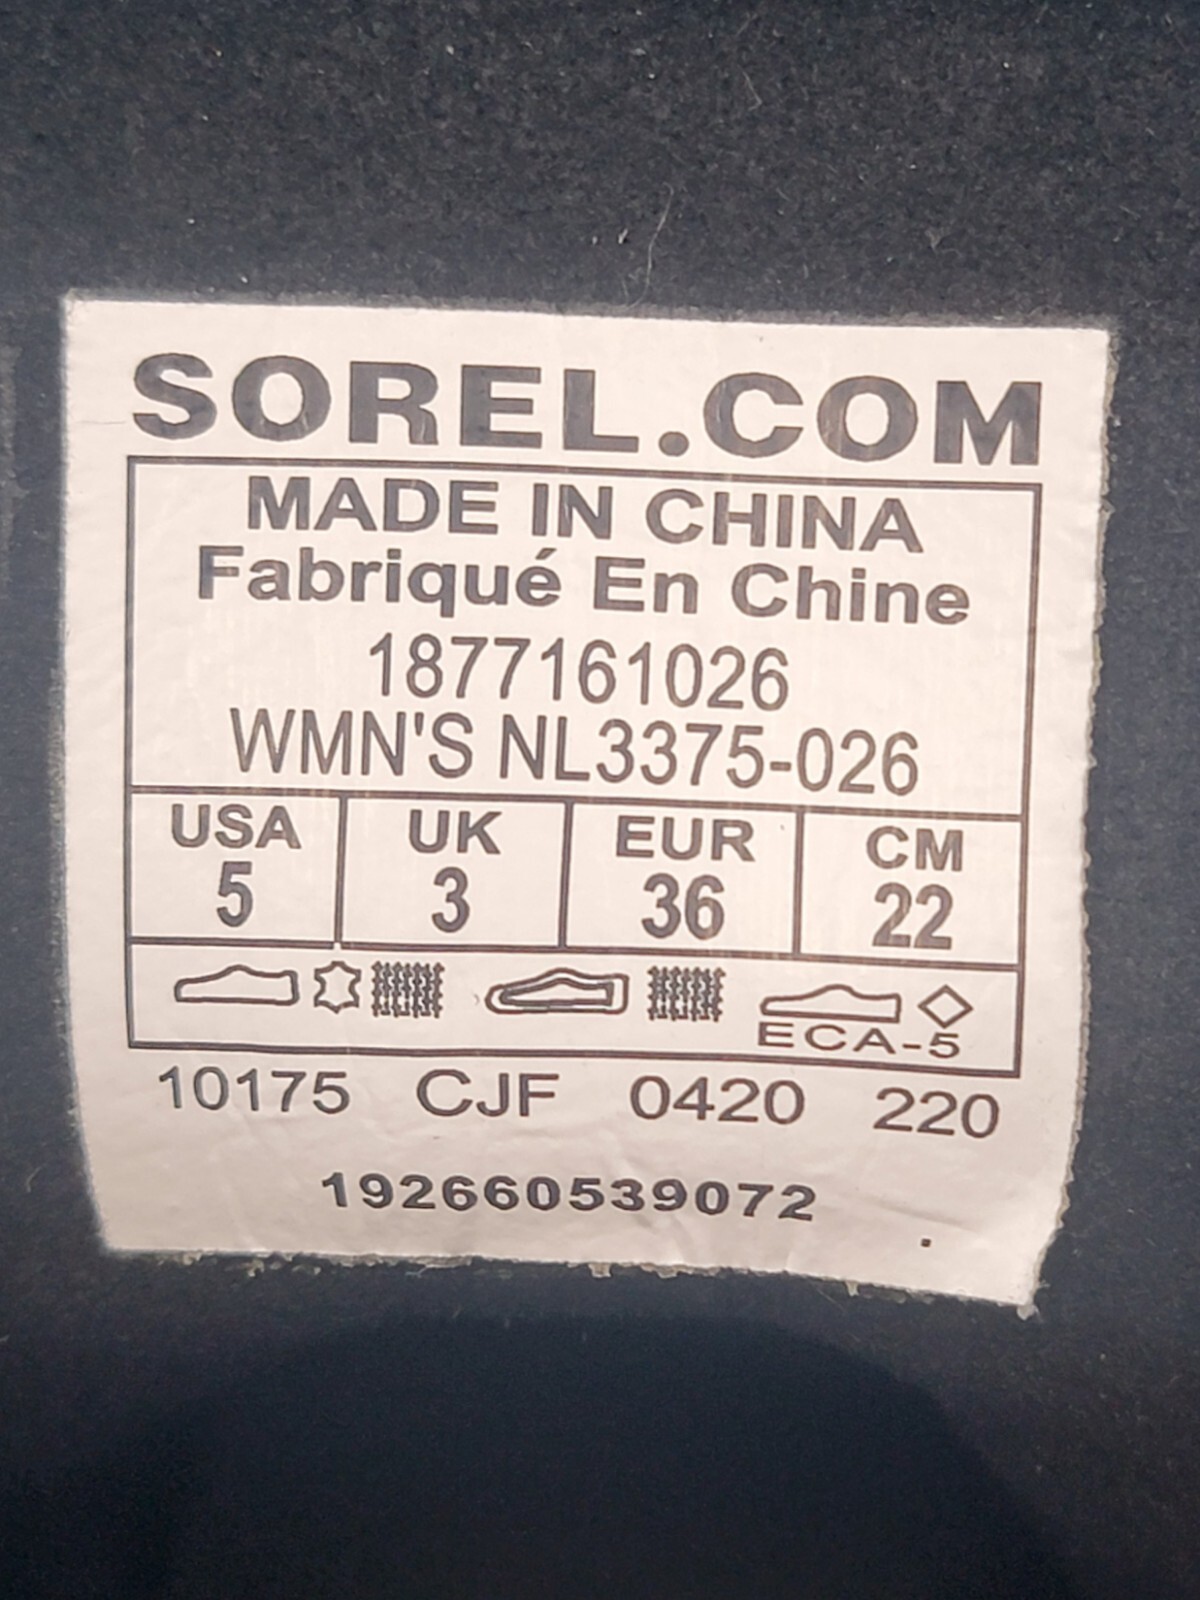 SOREL.COM
MADE IN CHINA
Fabriqué En Chine
1877161026
WMN'S NL3375-026
USA UK EUR CM
5 3 36 22
ECA-5
10175 CJF 0420 220
192660539072